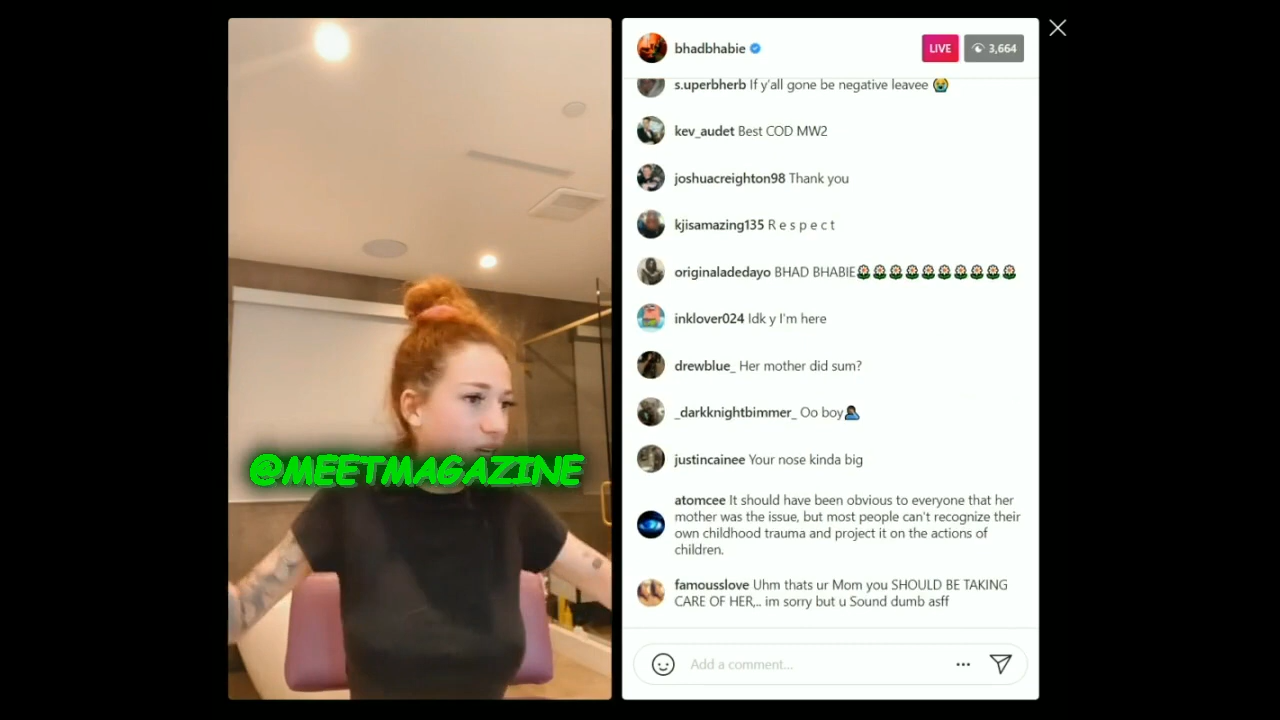 bhadbhabie
LIVE
3,664
s.uperbherb If y'all gone be negative leavee 😭
kev_audet Best COD MW2
joshuacreighton98 Thank you
kjisamazing135 R e s p e c t
originaladedayo BHAD BHABIE🌺🌺🌺🌺🌺🌺🌺🌺🌺🌺
inklover024 Idk y I'm here
drewblue_ Her mother did sum?
_darkknightbimmer_ Oo boy🤦🏿‍♂️
justincainee Your nose kinda big
atomcee It should have been obvious to everyone that her
mother was the issue, but most people can't recognize their
own childhood trauma and project it on the actions of
children.
famousslove Uhm thats ur Mom you SHOULD BE TAKING
CARE OF HER,.. im sorry but u Sound dumb asff
Add a comment...
@MEETMAGAZINE